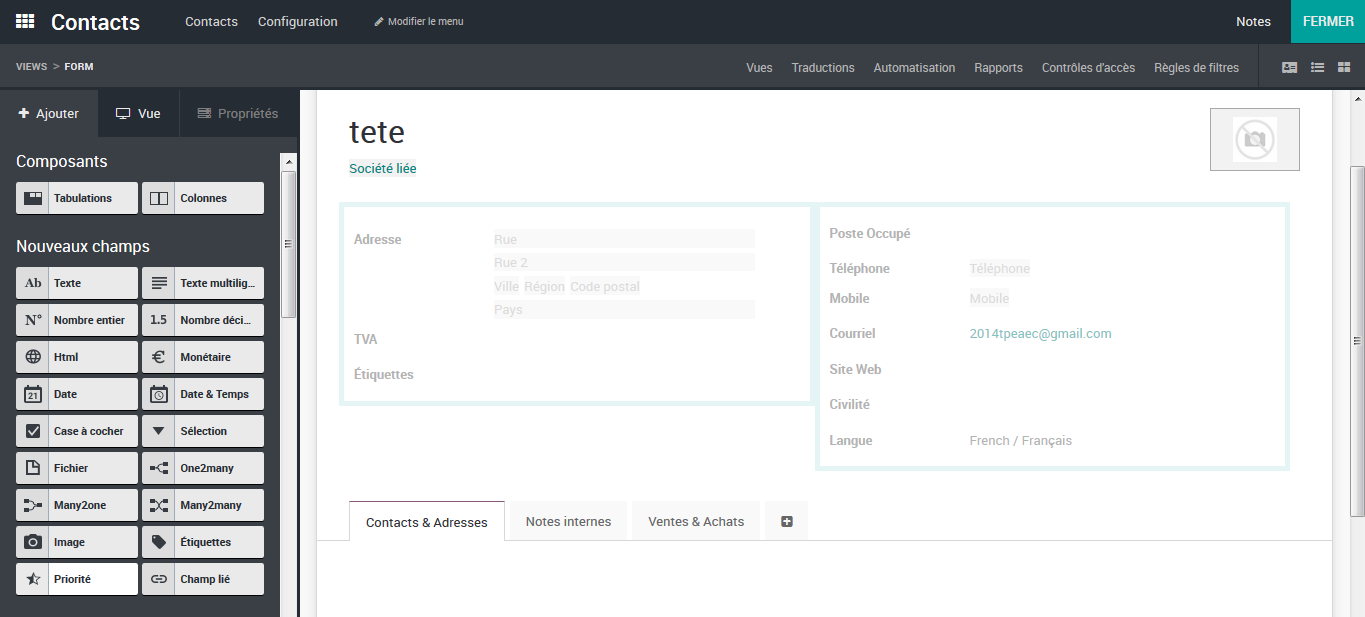 Contacts Contacts Configuration Modifier le menu Notes FERMER
VIEWS > FORM Vues Traductions Automatisation Rapports Contrôles d'accès Règles de filtres
Ajouter Vue Propriétés
Composants
Tabulations Colonnes
Nouveaux champs
Ab Texte Texte multilig...
N° Nombre entier 1.5 Nombre déci...
Html € Monétaire
21 Date Date & Temps
Case à cocher Sélection
Fichier One2many
Many2one Many2many
Image Étiquettes
Priorité Champ lié
tete
Société liée
Adresse Rue
Rue 2
Ville Région Code postal
Pays
TVA
Étiquettes
Poste Occupé
Téléphone Téléphone
Mobile Mobile
Courriel 2014tpeaec@gmail.com
Site Web
Civilité
Langue French / Français
Contacts & Adresses Notes internes Ventes & Achats